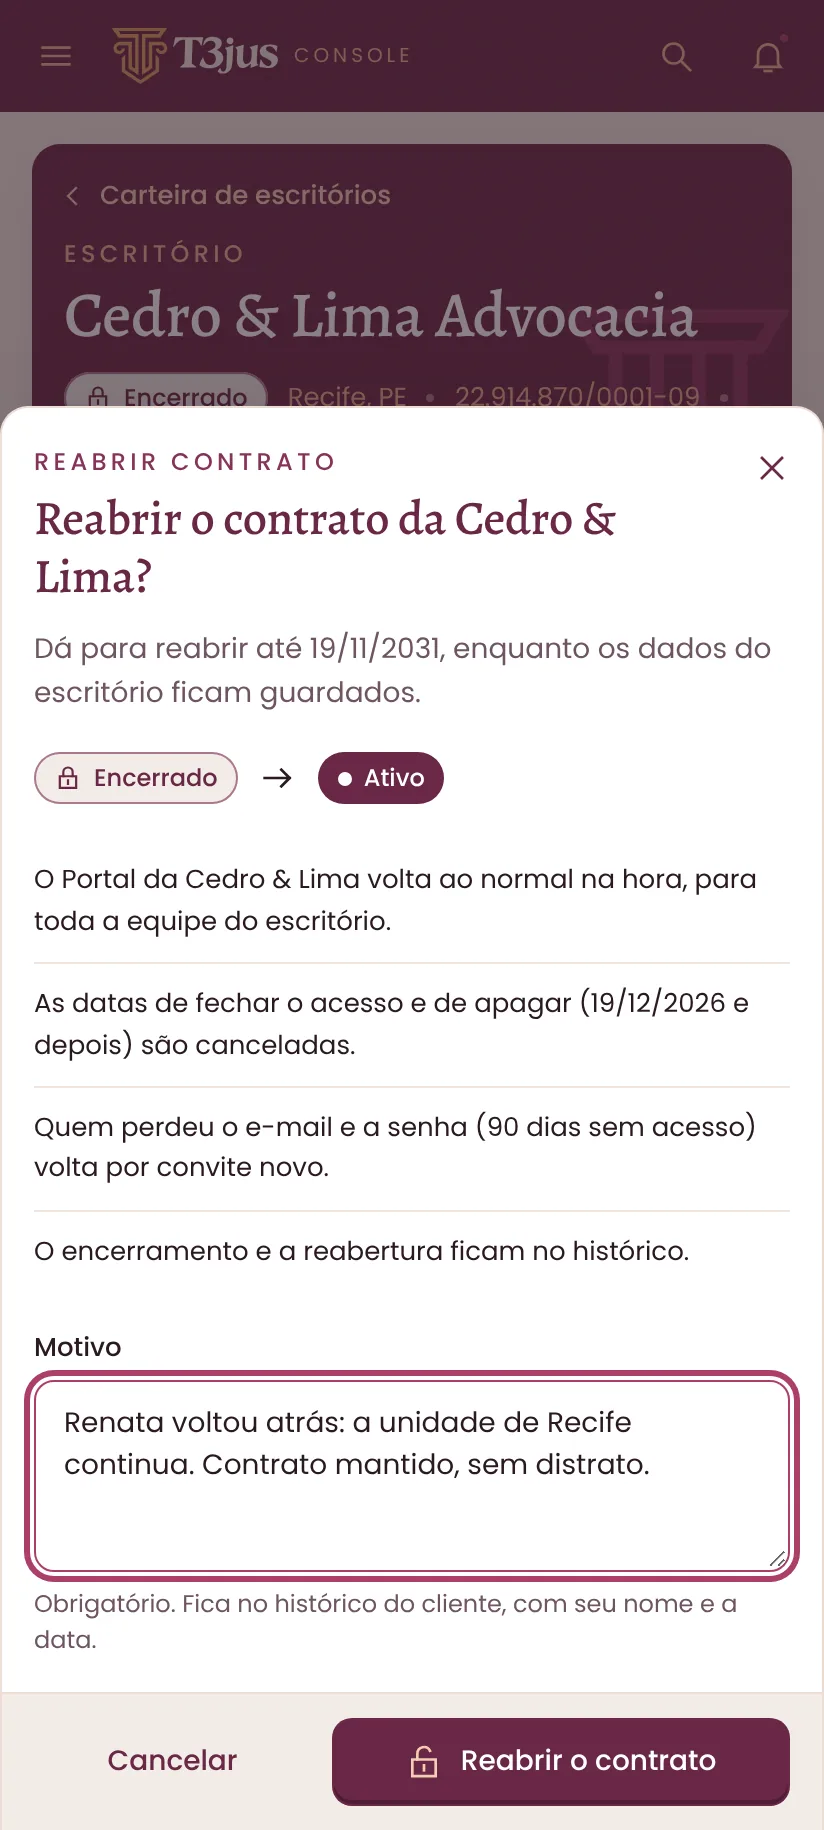 T3jus CONSOLE
Carteira de escritórios
ESCRITÓRIO
Cedro & Lima Advocacia
Encerrado Recife, PE • 22.914.870/0001-09 •
REABRIR CONTRATO
Reabrir o contrato da Cedro &
Lima?
Dá para reabrir até 19/11/2031, enquanto os dados do
escritório ficam guardados.
Encerrado → Ativo
O Portal da Cedro & Lima volta ao normal na hora, para
toda a equipe do escritório.
As datas de fechar o acesso e de apagar (19/12/2026 e
depois) são canceladas.
Quem perdeu o e-mail e a senha (90 dias sem acesso)
volta por convite novo.
O encerramento e a reabertura ficam no histórico.
Motivo
Renata voltou atrás: a unidade de Recife
continua. Contrato mantido, sem distrato.
Obrigatório. Fica no histórico do cliente, com seu nome e a
data.
Cancelar
Reabrir o contrato